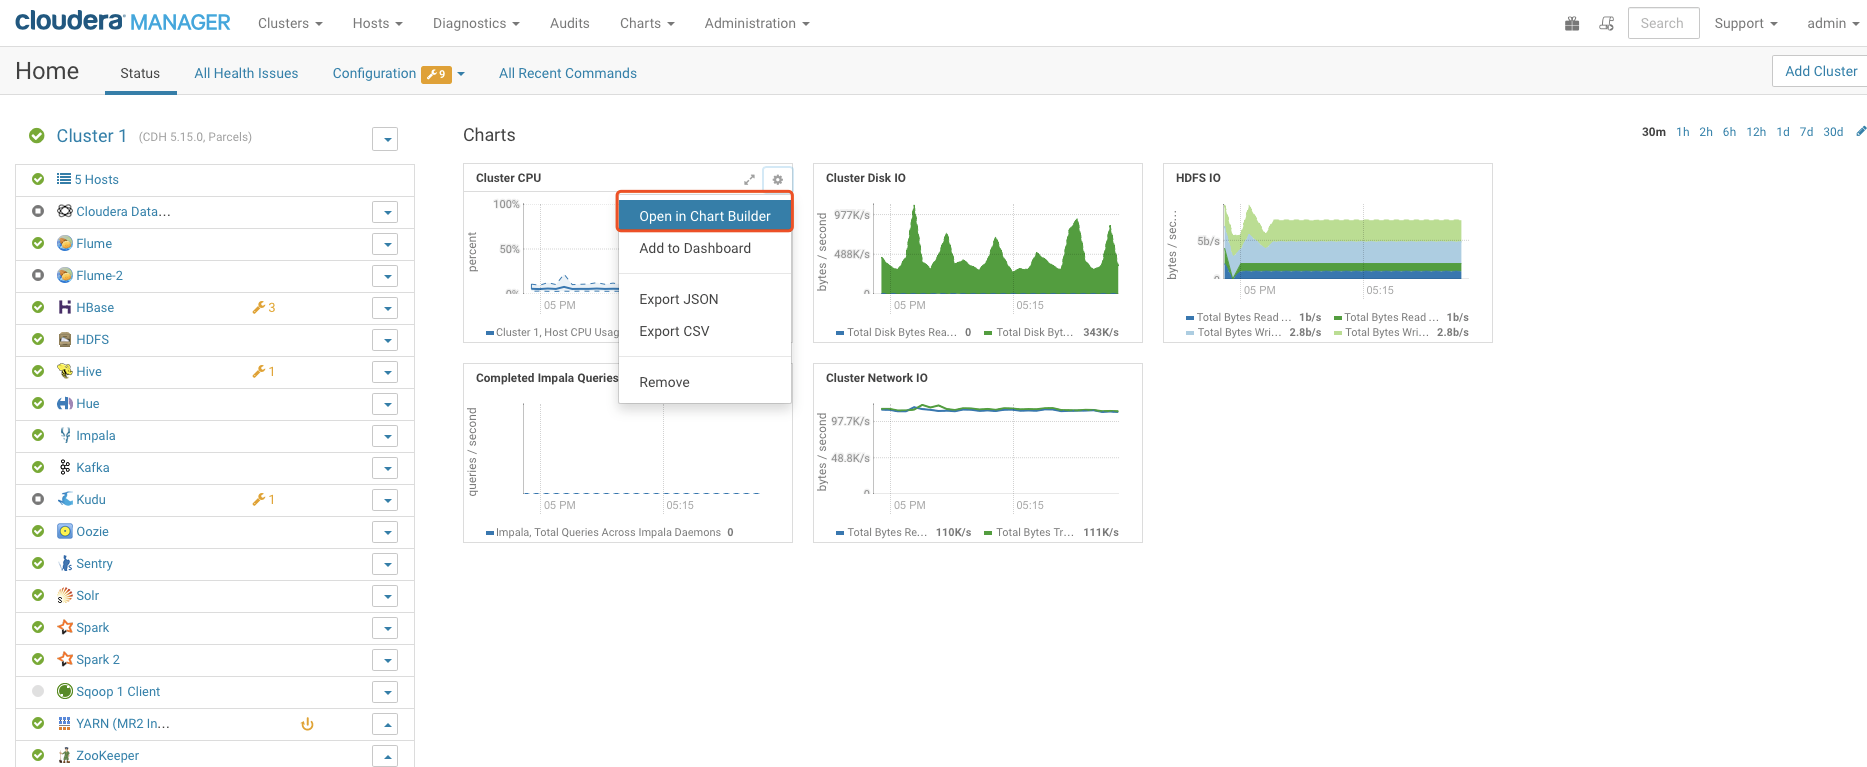 cloudera MANAGER Clusters Hosts Diagnostics Audits Charts Administration Search Support admin
Home Status All Health Issues Configuration 9 All Recent Commands Add Cluster
Cluster 1 (CDH 5.15.0, Parcels)
5 Hosts
Cloudera Data...
Flume
Flume-2
HBase 3
HDFS
Hive 1
Hue
Impala
Kafka
Kudu 1
Oozie
Sentry
Solr
Spark
Spark 2
Sqoop 1 Client
YARN (MR2 In...
ZooKeeper
Charts
30m 1h 2h 6h 12h 1d 7d 30d
Cluster CPU
percent
100%
50%
0%
05 PM
Cluster 1, Host CPU Usag
Open in Chart Builder
Add to Dashboard
Export JSON
Export CSV
Remove
Cluster Disk IO
bytes / second
977K/s
488K/s
0
05 PM 05:15
Total Disk Bytes Rea... 0 Total Disk Byt... 343K/s
HDFS IO
bytes / sec...
5b/s
0
05 PM 05:15
Total Bytes Read ... 1b/s Total Bytes Read ... 1b/s
Total Bytes Wri... 2.8b/s Total Bytes Wri... 2.8b/s
Completed Impala Queries
queries / second
05 PM 05:15
Impala, Total Queries Across Impala Daemons 0
Cluster Network IO
bytes / second
97.7K/s
48.8K/s
0
05 PM 05:15
Total Bytes Re... 110K/s Total Bytes Tr... 111K/s